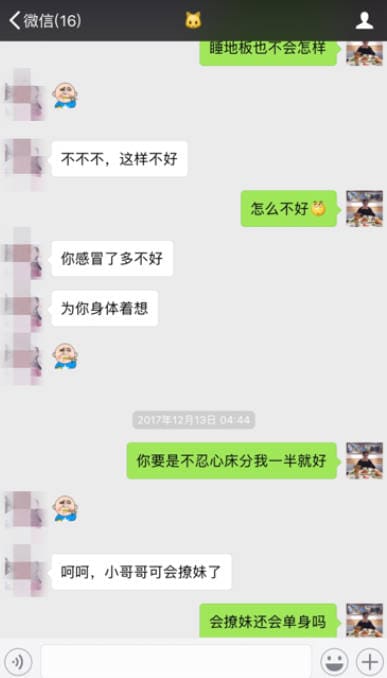 微信(16)
睡地板也不会怎样
不不不，这样不好
怎么不好
你感冒了多不好
为你身体着想
2017年12月13日 04:44
你要是不忍心床分我一半就好
呵呵，小哥哥可会撩妹了
会撩妹还会单身吗